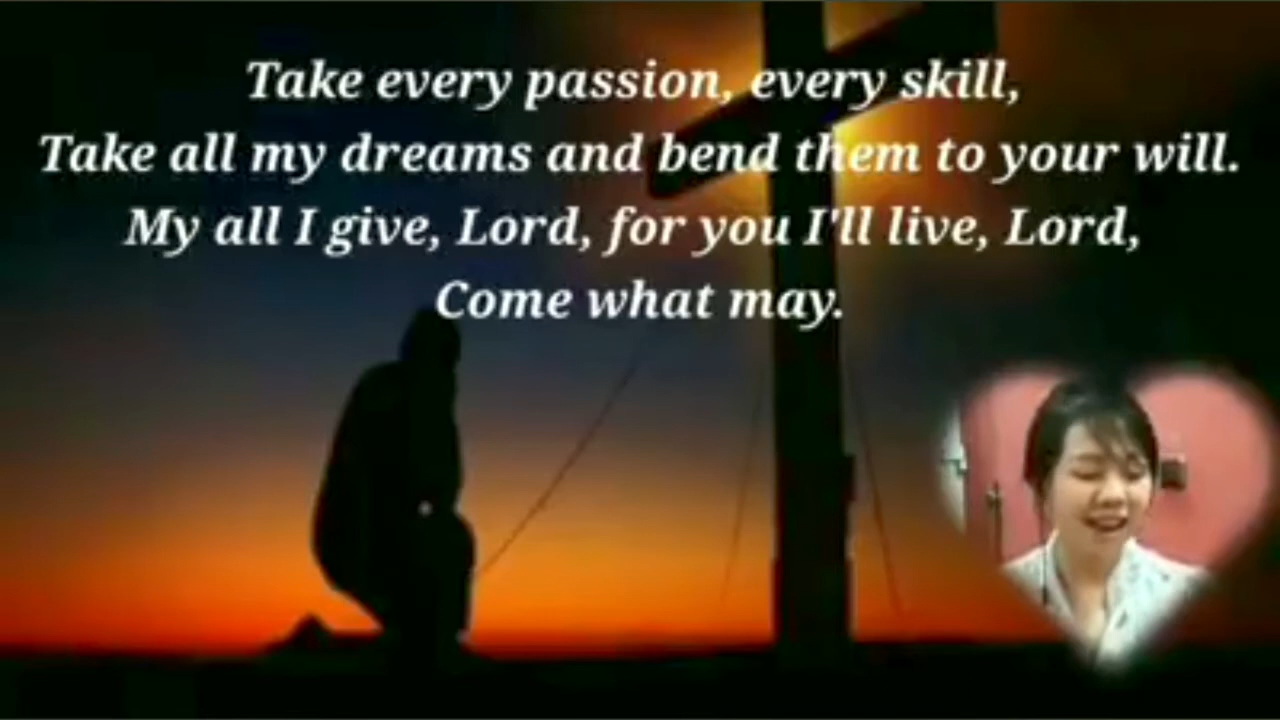 Take every passion, every skill,
Take all my dreams and bend them to your will.
My all I give, Lord, for you I'll live, Lord,
Come what may.